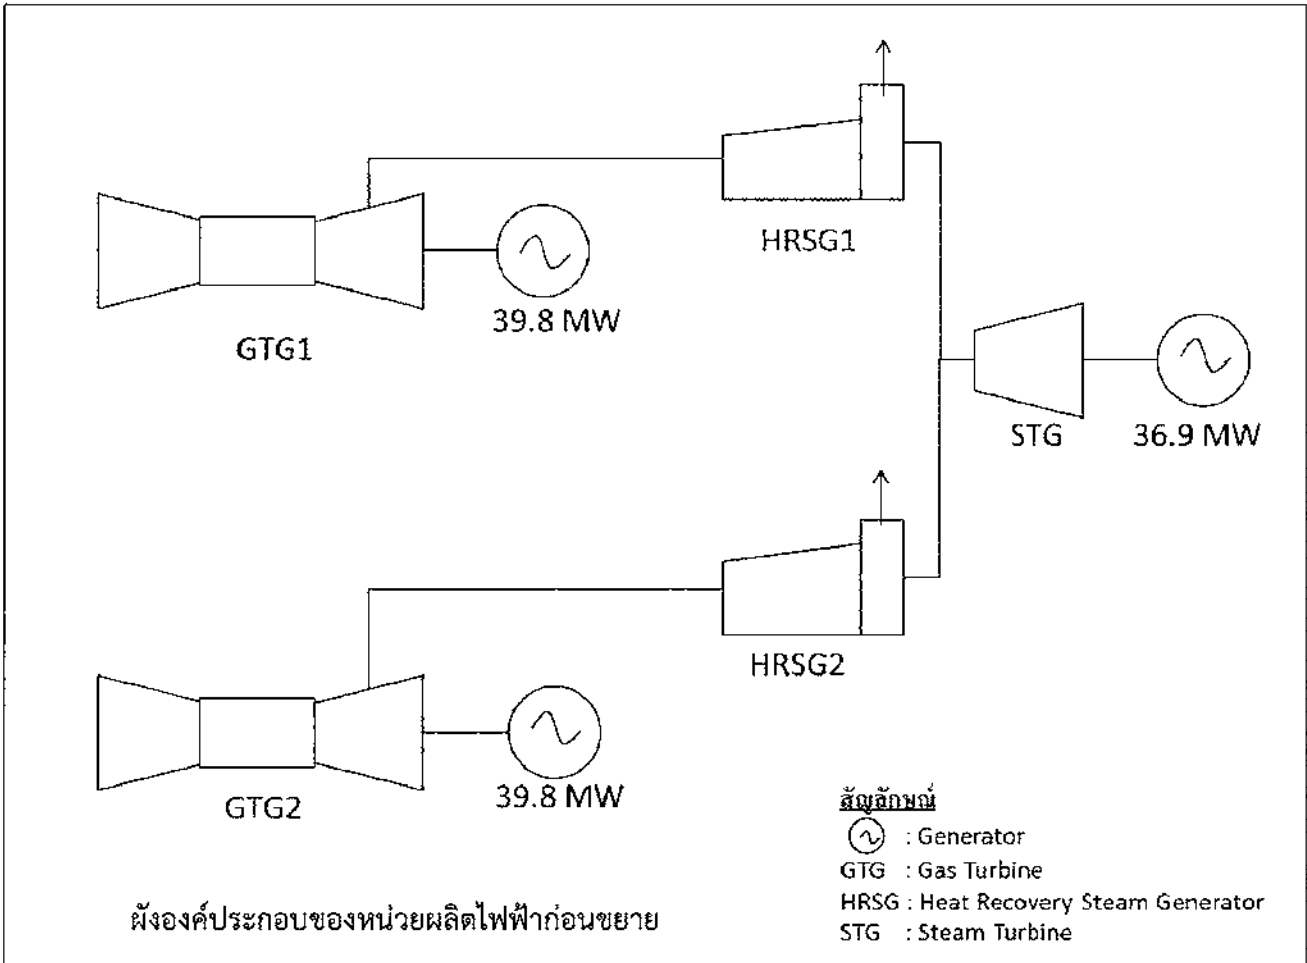 HRSG1
39.8 MW
GTG1
STG
36.9 MW
HRSG2
39.8 MW
GTG2
สัญลักษณ์
: Generator
GTG : Gas Turbine
HRSG : Heat Recovery Steam Generator
STG : Steam Turbine
ผังองค์ประกอบของหน่วยผลิตไฟฟ้าก่อนขยาย